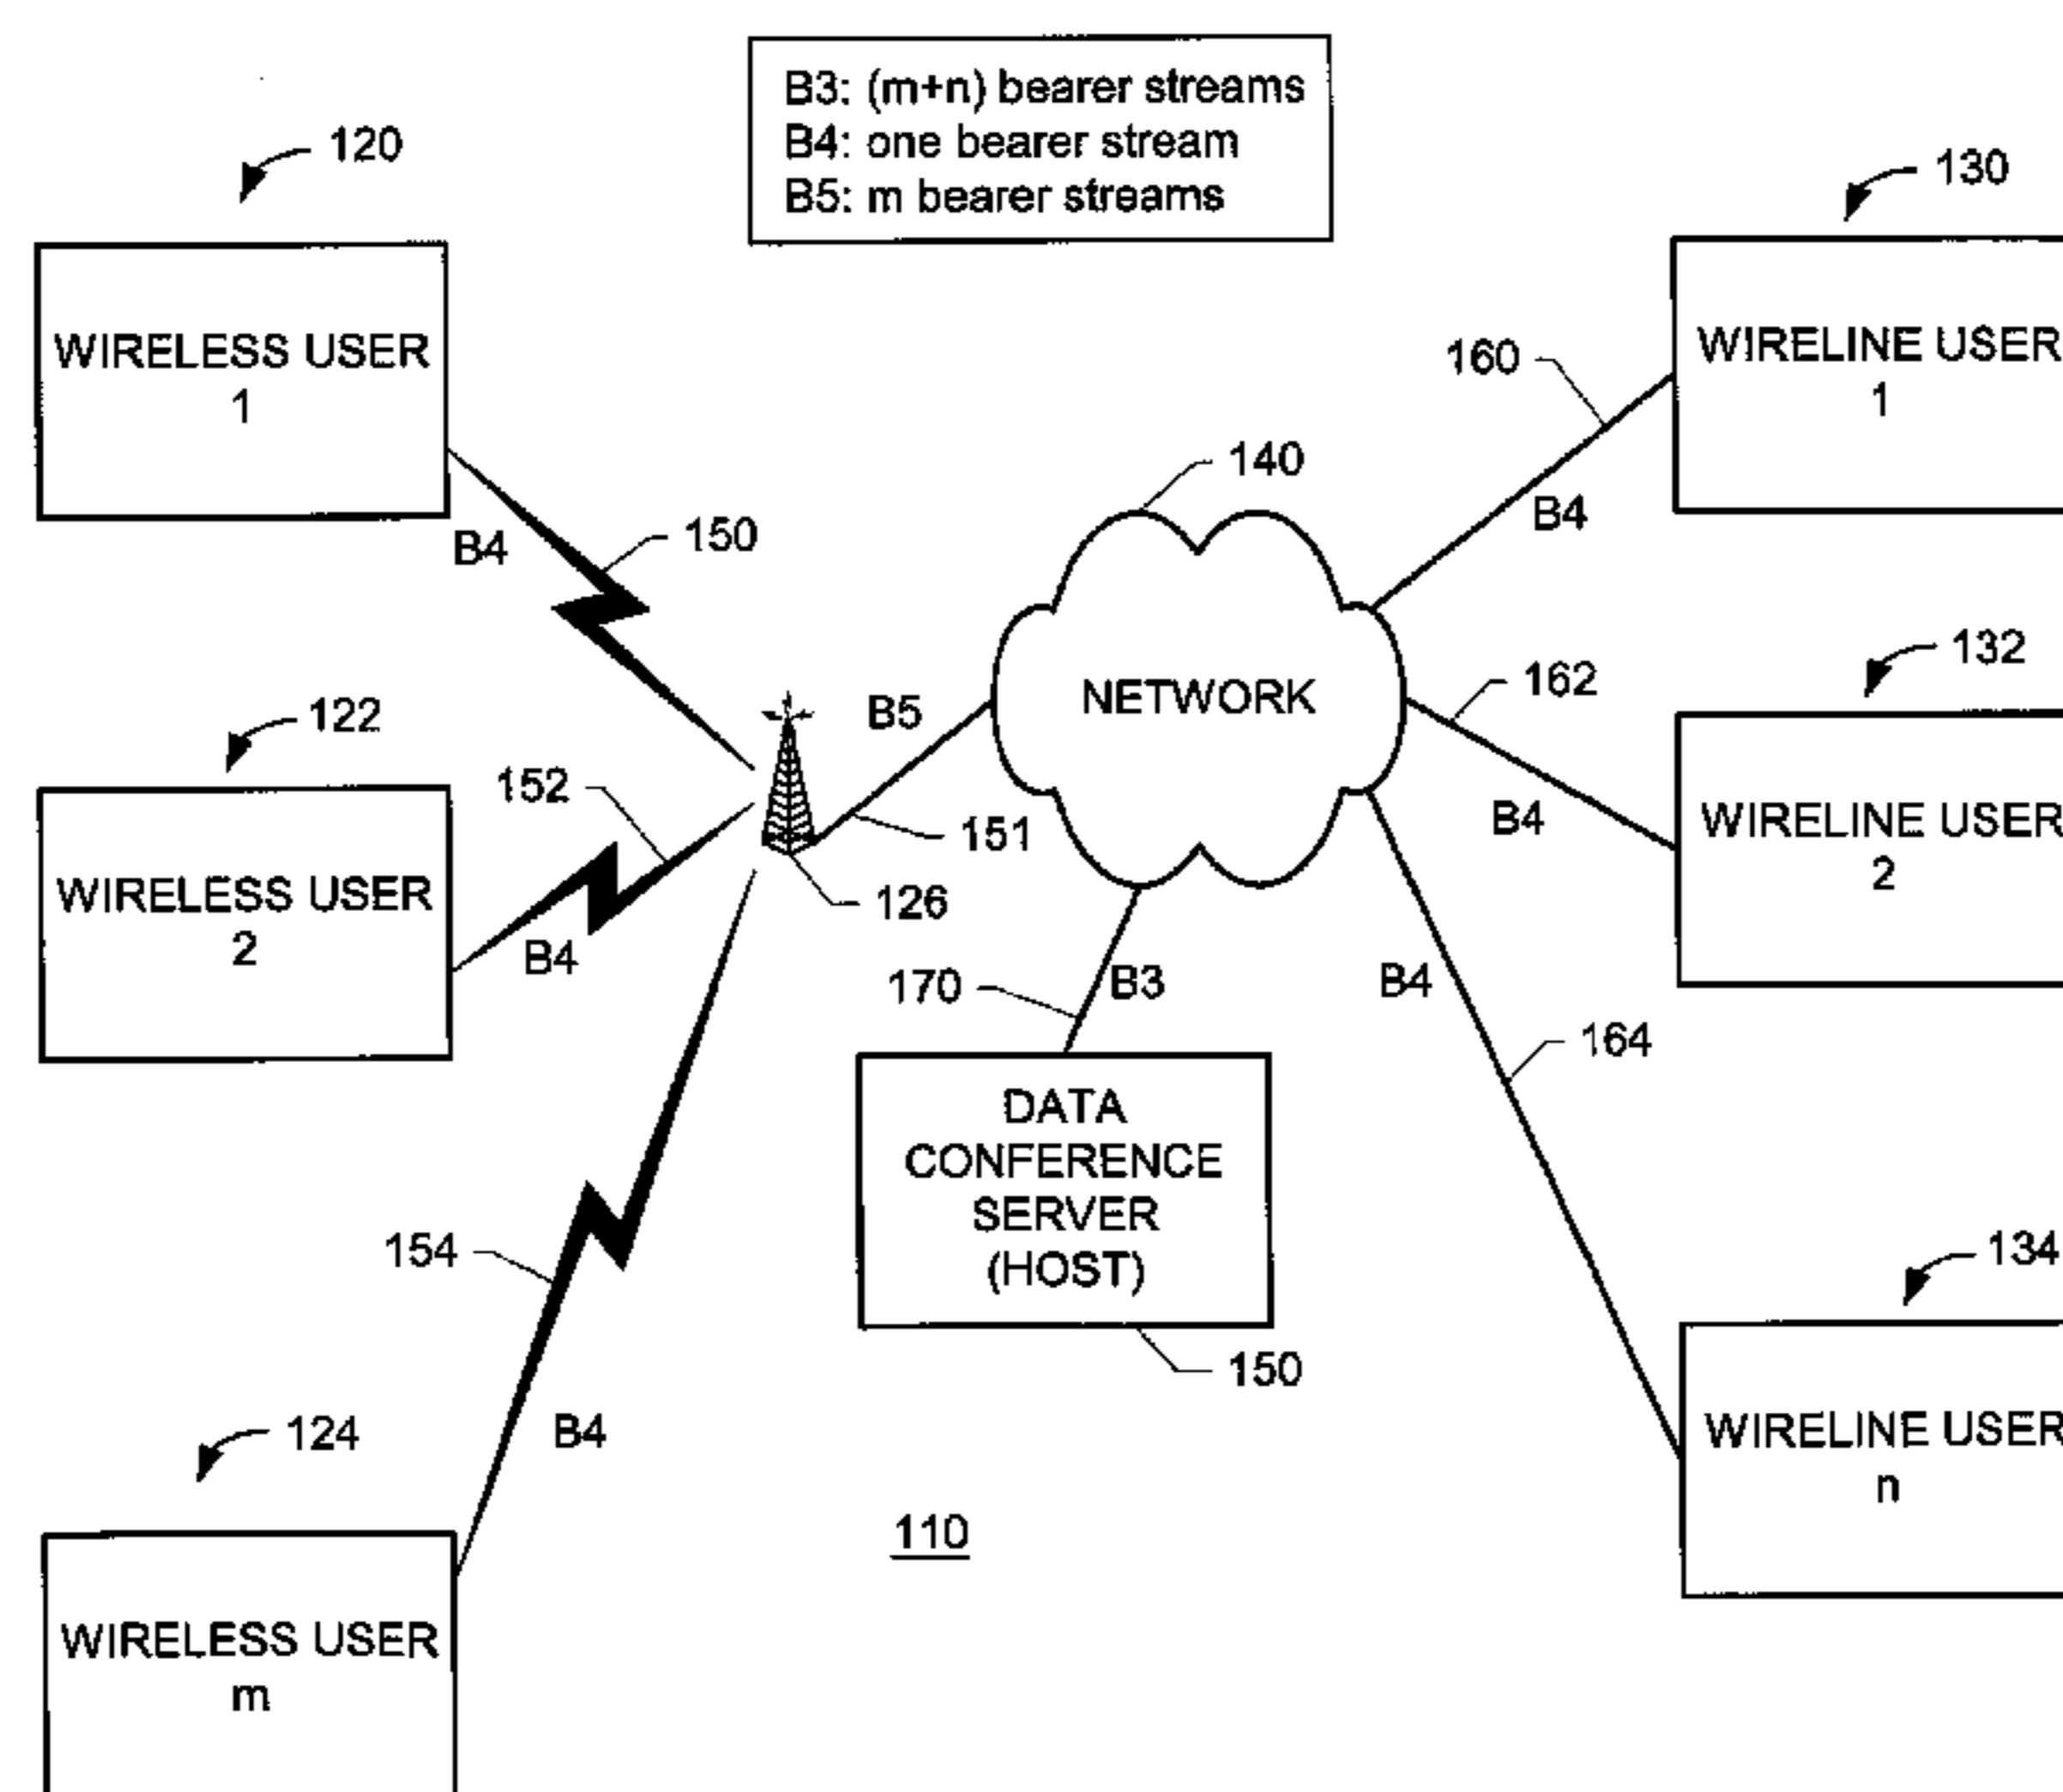 B3: (m+n) bearer streams
B4: one bearer stream
B5: m bearer streams
120
130
WIRELESS USER
1
WIRELINE USER
1
160
140
B4
150
B4
NETWORK
122
152
B5
162
132
151
B4
WIRELINE USER
2
WIRELESS USER
2
126
B4
170
B3
B4
164
DATA
CONFERENCE
SERVER
(HOST)
154
134
150
124
B4
WIRELINE USER
n
110
WIRELESS USER
m